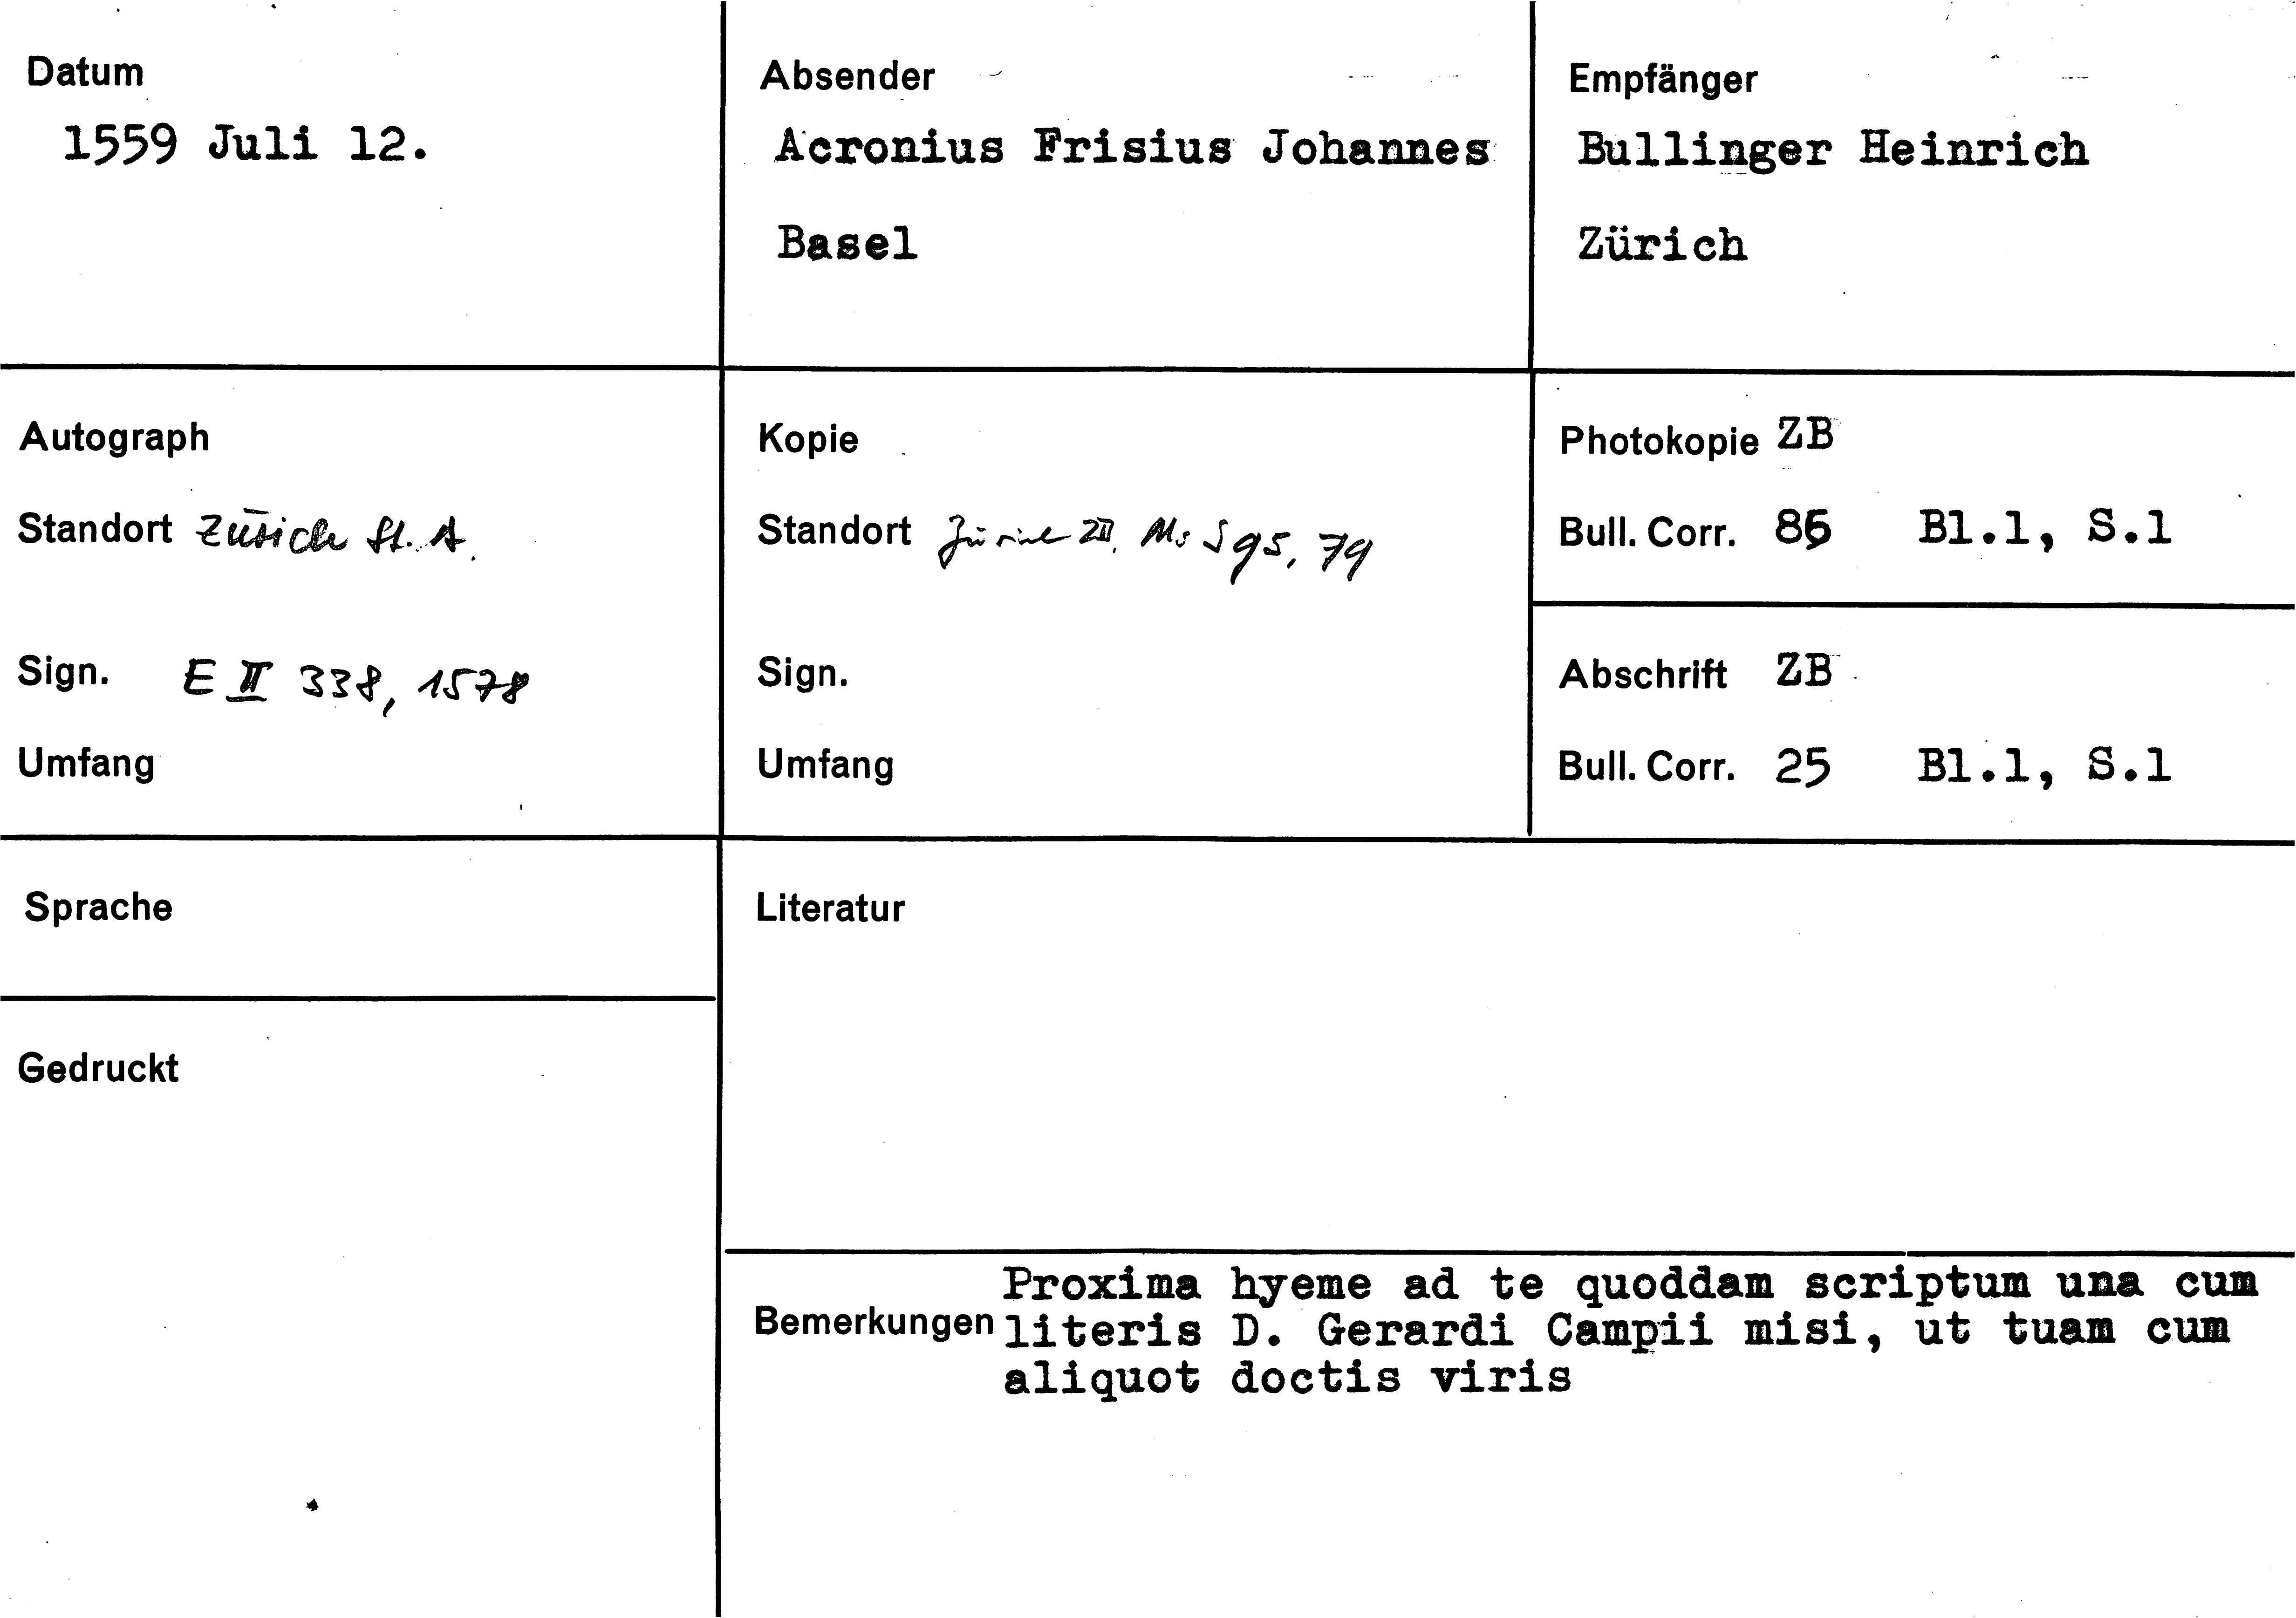 Datum
1559 Juli 12.
Absender
Acronius Frisius Johannes
Basel
Empfänger
Bullinger Heinrich
Zürich
Autograph
Standort Zürich St. A.
Sign. E II 338, 1578
Umfang
Kopie
Standort Zürich ZB, Ms S 95, 79
Sign.
Umfang
Photokopie ZB
Bull. Corr. 86 Bl.1, S.1
Abschrift ZB
Bull. Corr. 25 Bl.1, S.1
Sprache
Literatur
Gedruckt
Bemerkungen
Proxima hyeme ad te quoddam scriptum una cum
literis D. Gerardi Campii misi, ut tuam cum
aliquot doctis viris